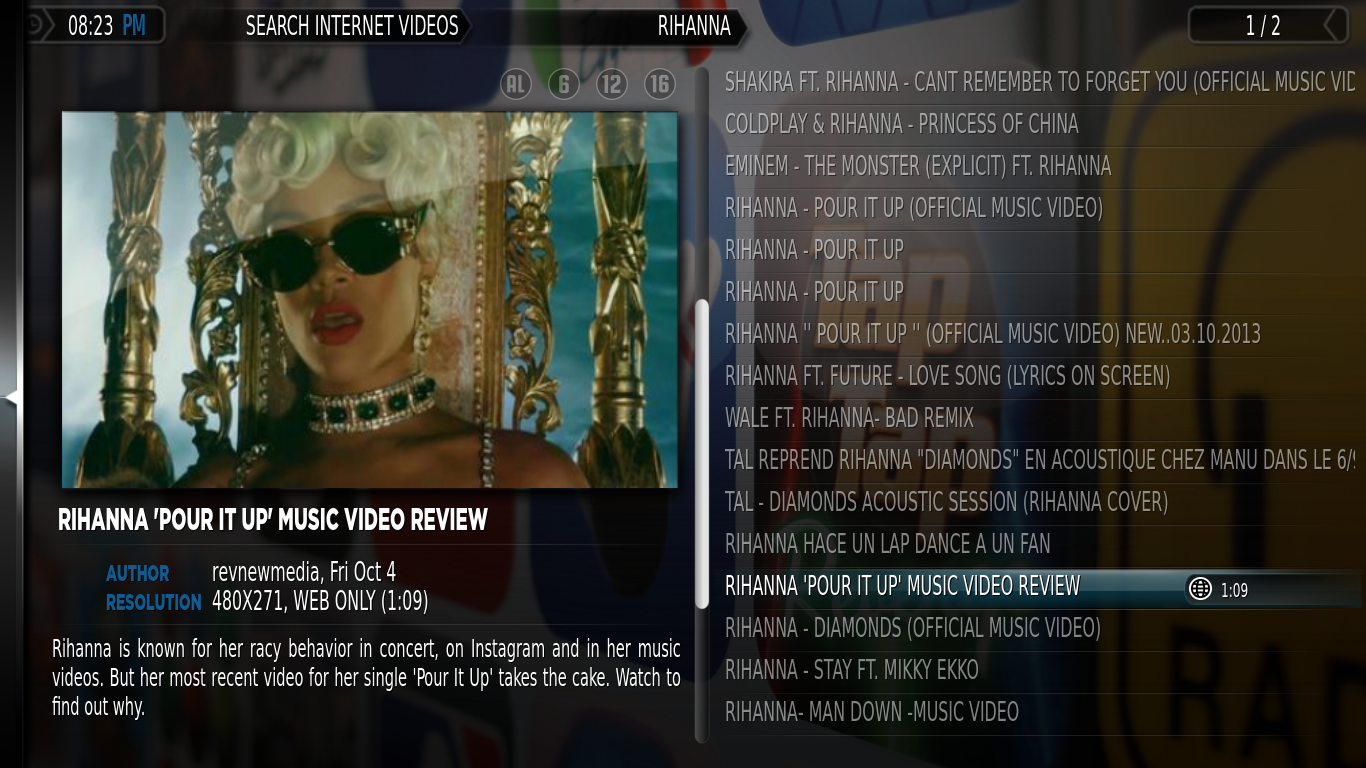 08:23 PM
SEARCH INTERNET VIDEOS
RIHANNA
1 / 2
AL 6 12 16
RIHANNA 'POUR IT UP' MUSIC VIDEO REVIEW
AUTHOR revnewmedia, Fri Oct 4
RESOLUTION 480X271, WEB ONLY (1:09)
Rihanna is known for her racy behavior in concert, on Instagram and in her music
videos. But her most recent video for her single 'Pour It Up' takes the cake. Watch to
find out why.
SHAKIRA FT. RIHANNA - CANT REMEMBER TO FORGET YOU (OFFICIAL MUSIC VID
COLDPLAY & RIHANNA - PRINCESS OF CHINA
EMINEM - THE MONSTER (EXPLICIT) FT. RIHANNA
RIHANNA - POUR IT UP (OFFICIAL MUSIC VIDEO)
RIHANNA - POUR IT UP
RIHANNA - POUR IT UP
RIHANNA '' POUR IT UP '' (OFFICIAL MUSIC VIDEO) NEW..03.10.2013
RIHANNA FT. FUTURE - LOVE SONG (LYRICS ON SCREEN)
WALE FT. RIHANNA- BAD REMIX
TAL REPREND RIHANNA "DIAMONDS" EN ACOUSTIQUE CHEZ MANU DANS LE 6/
TAL - DIAMONDS ACOUSTIC SESSION (RIHANNA COVER)
RIHANNA HACE UN LAP DANCE A UN FAN
RIHANNA 'POUR IT UP' MUSIC VIDEO REVIEW 1:09
RIHANNA - DIAMONDS (OFFICIAL MUSIC VIDEO)
RIHANNA - STAY FT. MIKKY EKKO
RIHANNA- MAN DOWN -MUSIC VIDEO